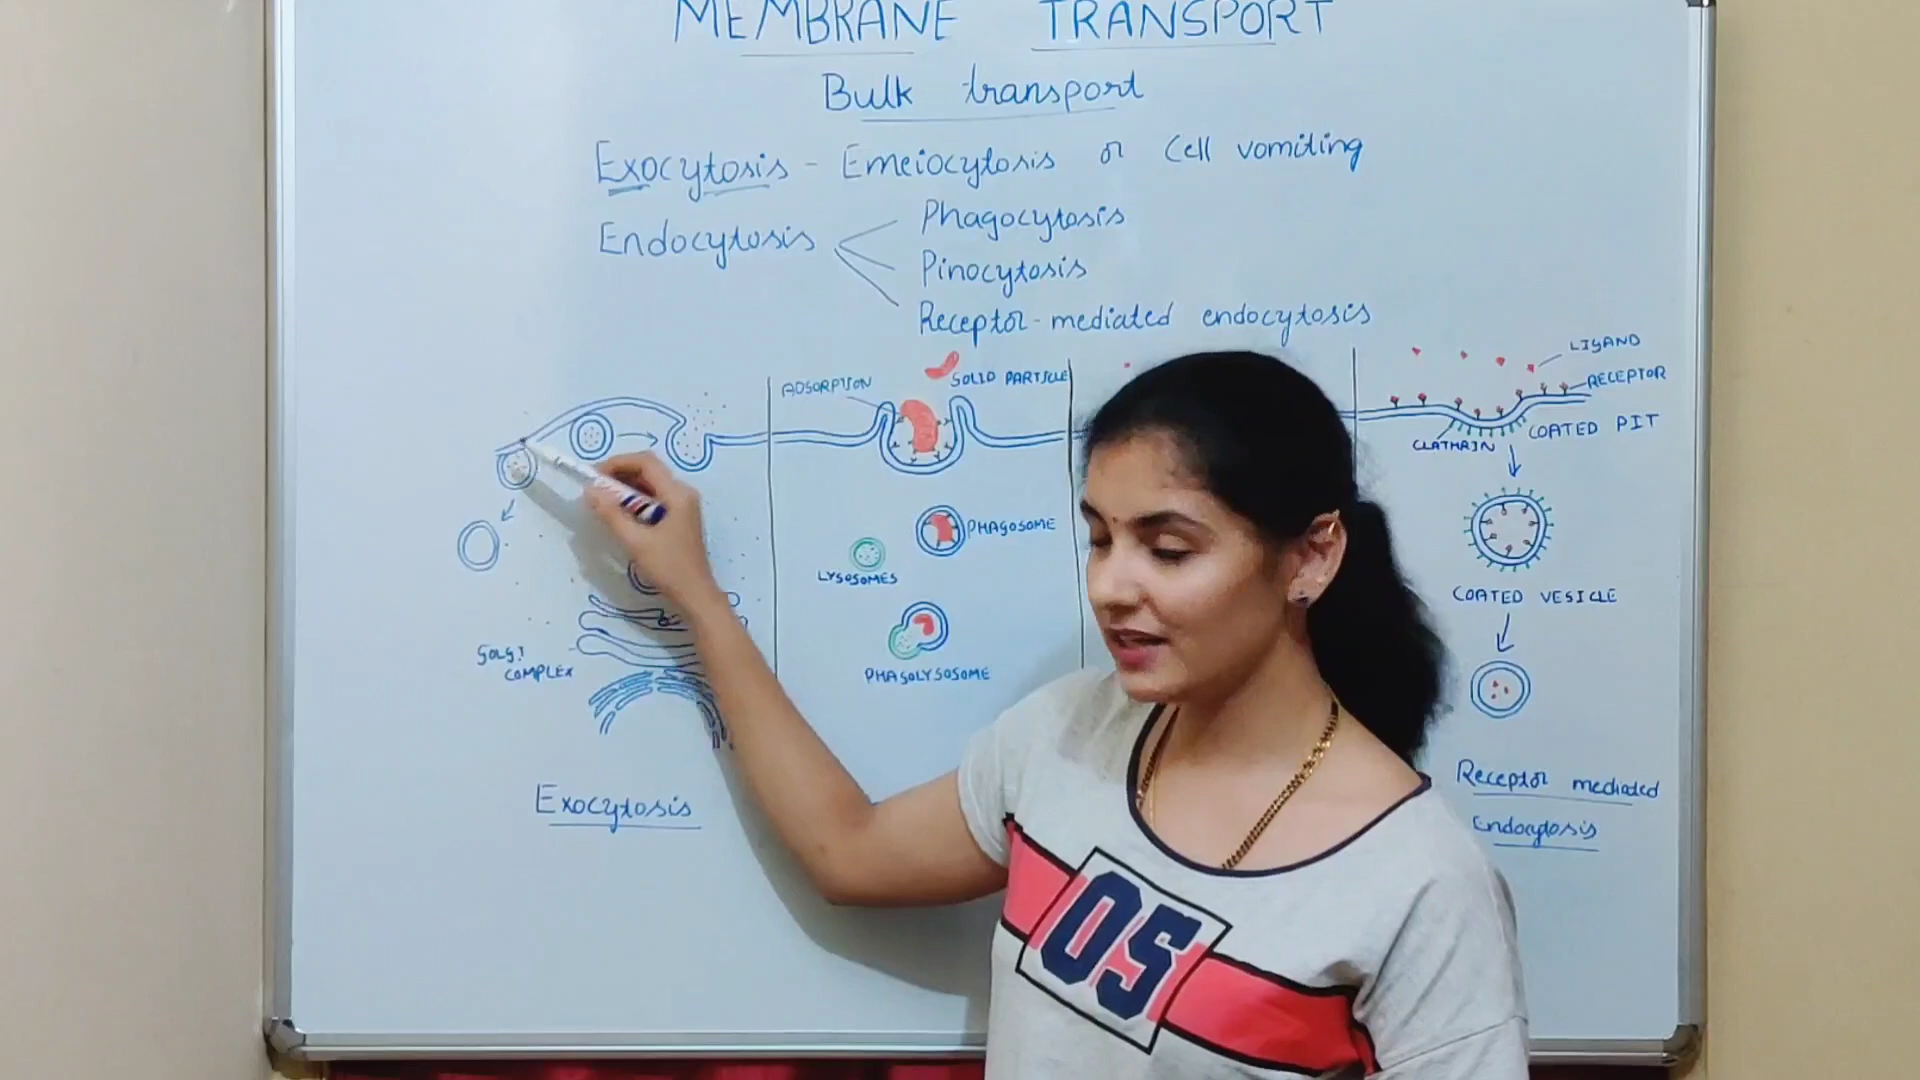 MEMBRANE TRANSPORT
Bulk transport
Exocytosis - Emeiocytosis or Cell vomiting
Endocytosis
Phagocytosis
Pinocytosis
Receptor-mediated endocytosis
ADSORPTION
SOLID PARTICLE
PHAGOSOME
LYSOSOMES
PHAGOLYSOSOME
GOLGI
COMPLEX
Exocytosis
LIGAND
RECEPTOR
CLATHRIN
COATED PIT
COATED VESICLE
Receptor mediated
Endocytosis
05